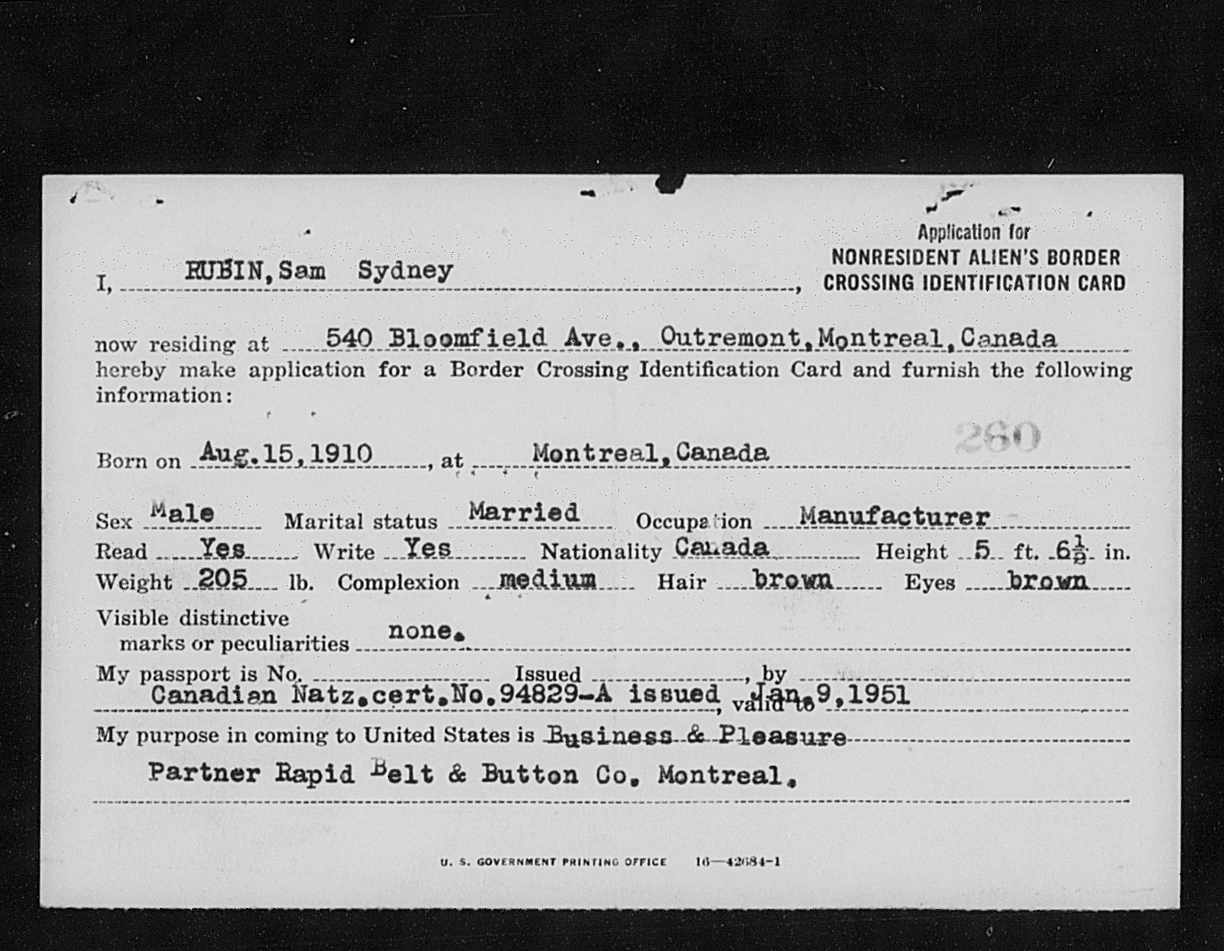 Application for
NONRESIDENT ALIEN'S BORDER
CROSSING IDENTIFICATION CARD
I, RUBIN, Sam Sydney,
now residing at 540 Bloomfield Ave., Outremont, Montreal, Canada
hereby make application for a Border Crossing Identification Card and furnish the following
information:
260
Born on Aug. 15, 1910, at Montreal, Canada
Sex Male Marital status Married Occupation Manufacturer
Read Yes Write Yes Nationality Canada Height 5 ft. 6½ in.
Weight 205 lb. Complexion medium Hair brown Eyes brown
Visible distinctive
marks or peculiarities none.
My passport is No. Issued , by
Canadian Natz.cert.No.94829-A issued, valid to Jan. 9, 1951
My purpose in coming to United States is Business & Pleasure
Partner Rapid Belt & Button Co. Montreal.
U. S. GOVERNMENT PRINTING OFFICE 16—42684-1